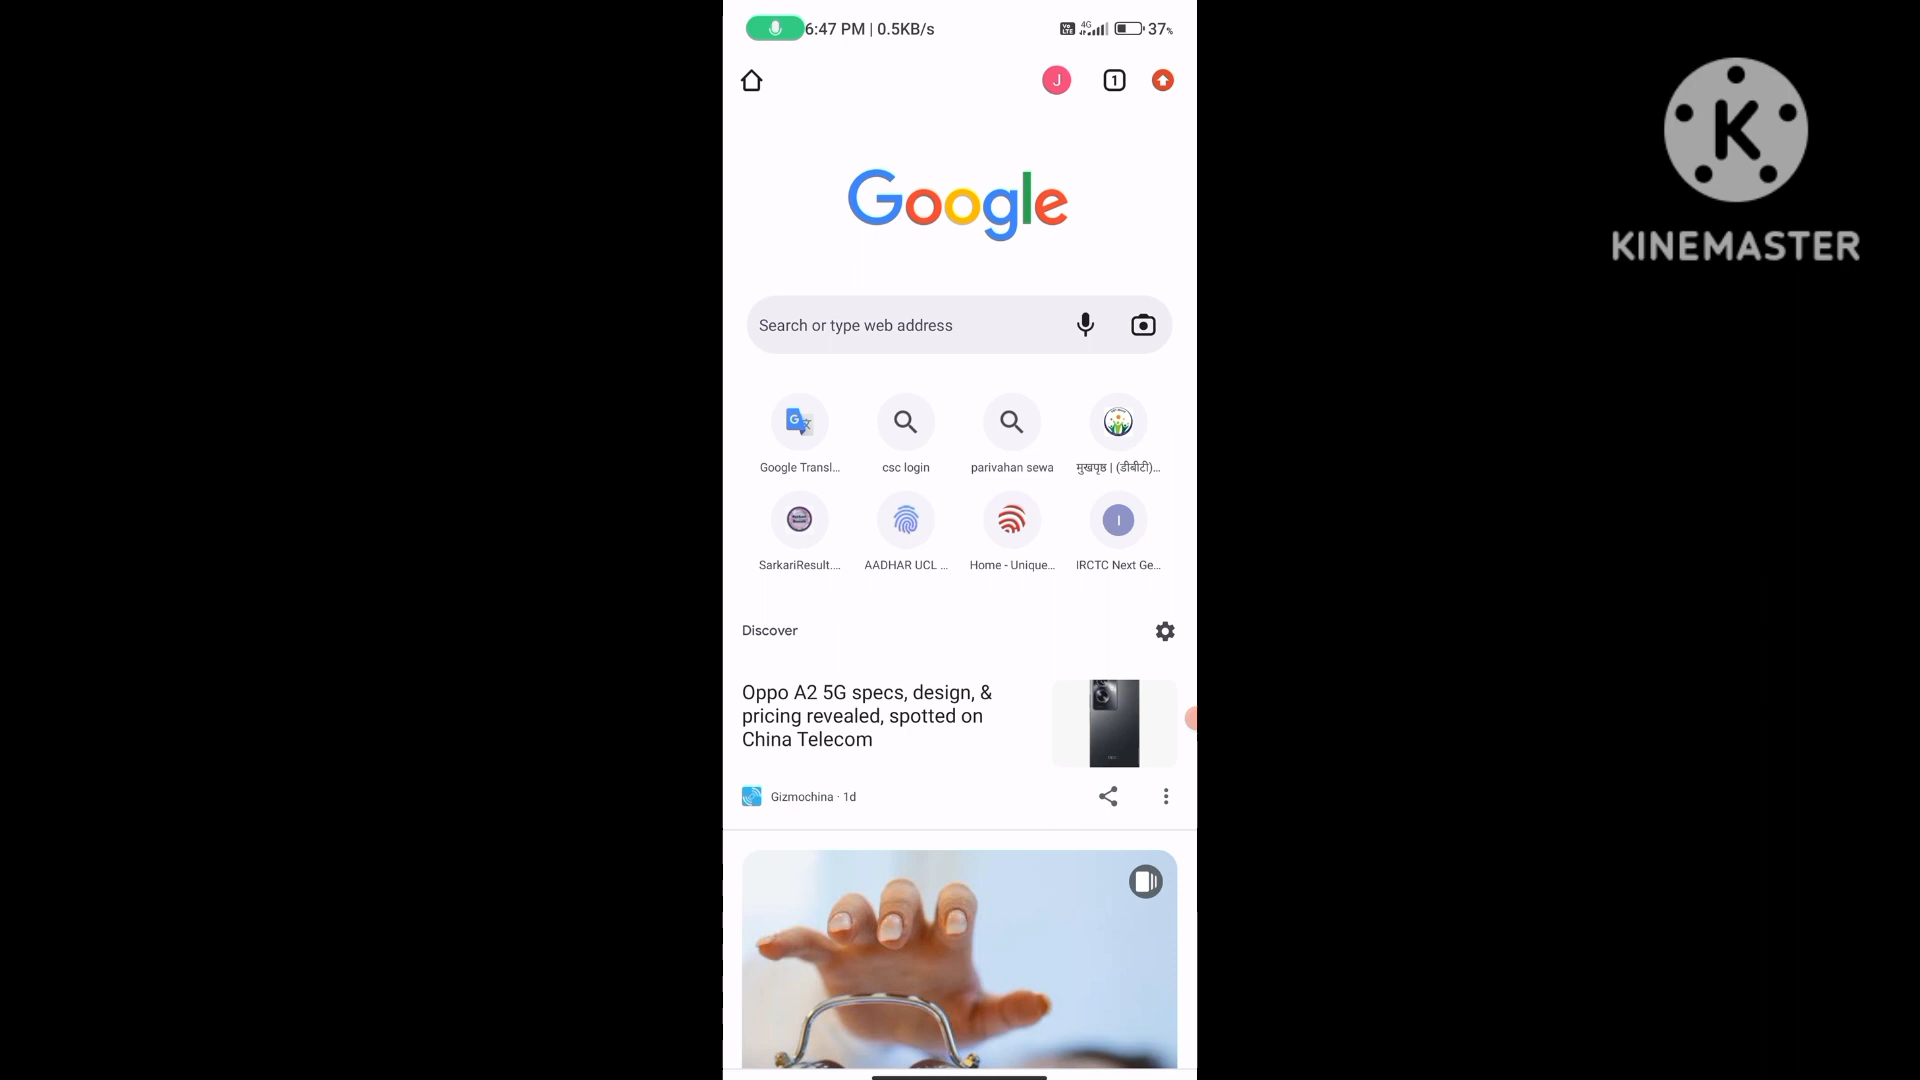 6:47 PM | 0.5KB/s
4G
37%
J
1
Google
Search or type web address
Google Transl...
csc login
parivahan sewa
मुखपृष्ठ | (डीबीटी)...
SarkariResult....
AADHAR UCL ...
Home - Unique...
I
IRCTC Next Ge...
Discover
Oppo A2 5G specs, design, &
pricing revealed, spotted on
China Telecom
Gizmochina · 1d
K
KINEMASTER